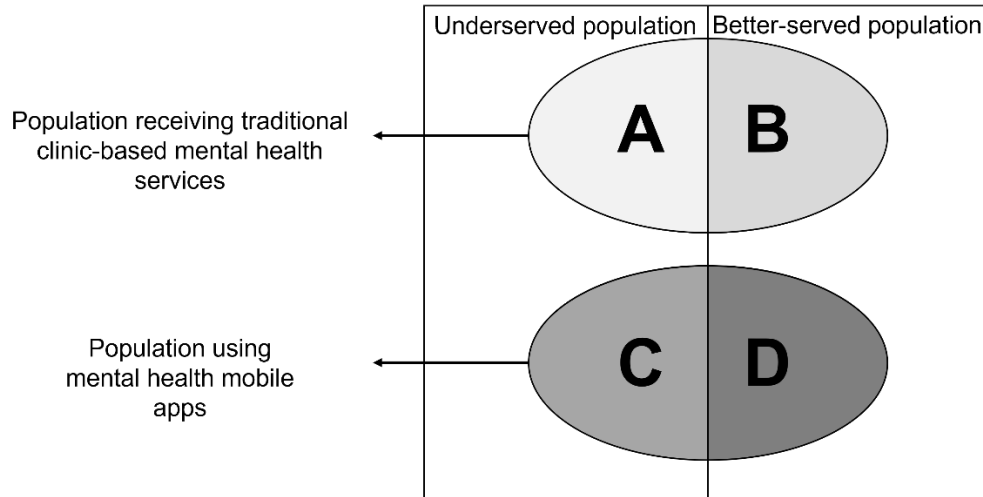 Underserved population
Better-served population
Population receiving traditional
clinic-based mental health
services
A
B
Population using
mental health mobile
apps
C
D